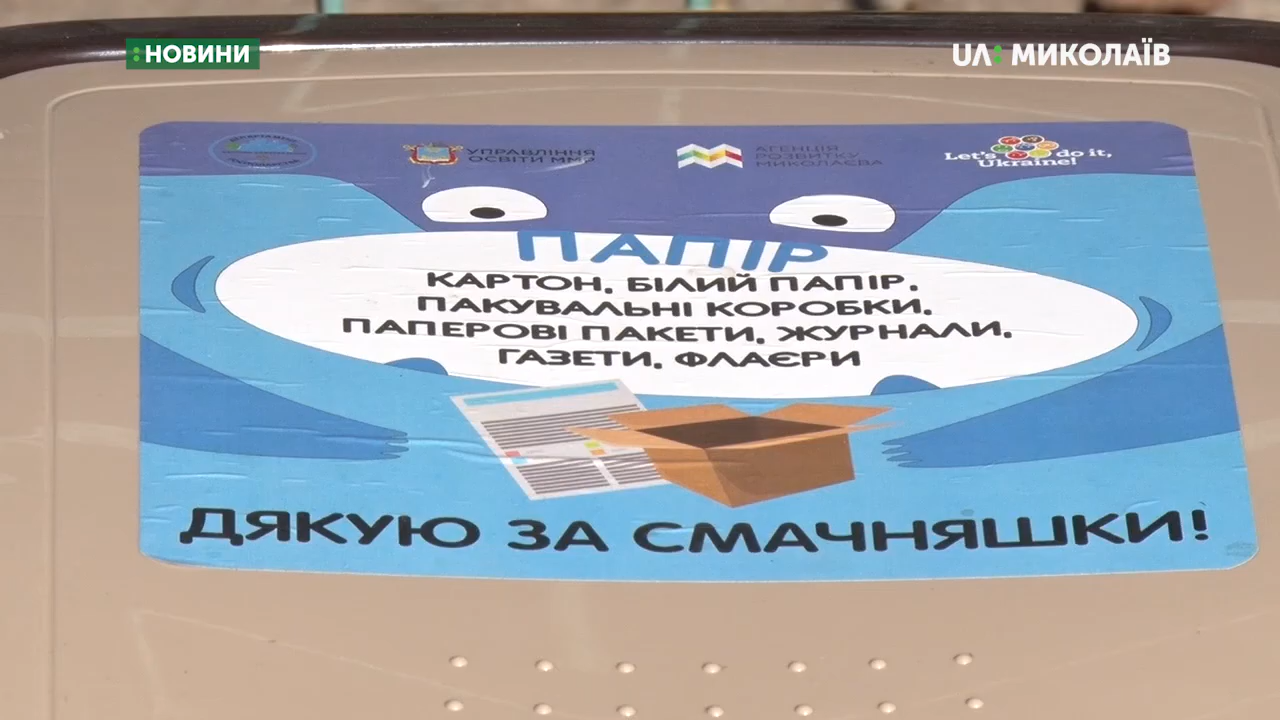 :НОВИНИ
UA: МИКОЛАЇВ
УПРАВЛІННЯ
ОСВІТИ ММР
АГЕНЦІЯ
РОЗВИТКУ
МИКОЛАЄВА
Let's do it,
Ukraine!
ПАПІР
КАРТОН, БІЛИЙ ПАПІР,
ПАКУВАЛЬНІ КОРОБКИ,
ПАПЕРОВІ ПАКЕТИ, ЖУРНАЛИ,
ГАЗЕТИ, ФЛАЄРИ
ДЯКУЮ ЗА СМАЧНЯШКИ!